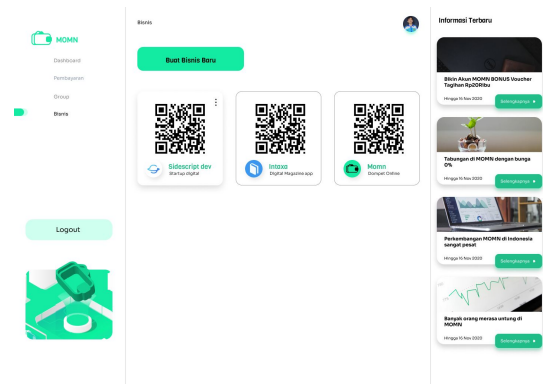 MOMN
Dashboard
Pembayaran
Group
Bisnis
Logout
Bisnis
Buat Bisnis Baru
Sidescript dev
Startup digital
Intaxa
Digital Magazine app
Momn
Dompet Online
Informasi Terbaru
Bikin Akun MOMN BONUS Voucher
Tagihan Rp20Ribu
Hingga 16 Nov 2020
Selengkapnya
Tabungan di MOMN dengan bunga
0%
Hingga 16 Nov 2020
Selengkapnya
Perkembangan MOMN di Indonesia
sangat pesat
Hingga 16 Nov 2020
Selengkapnya
Banyak orang merasa untung di
MOMN
Hingga 16 Nov 2020
Selengkapnya